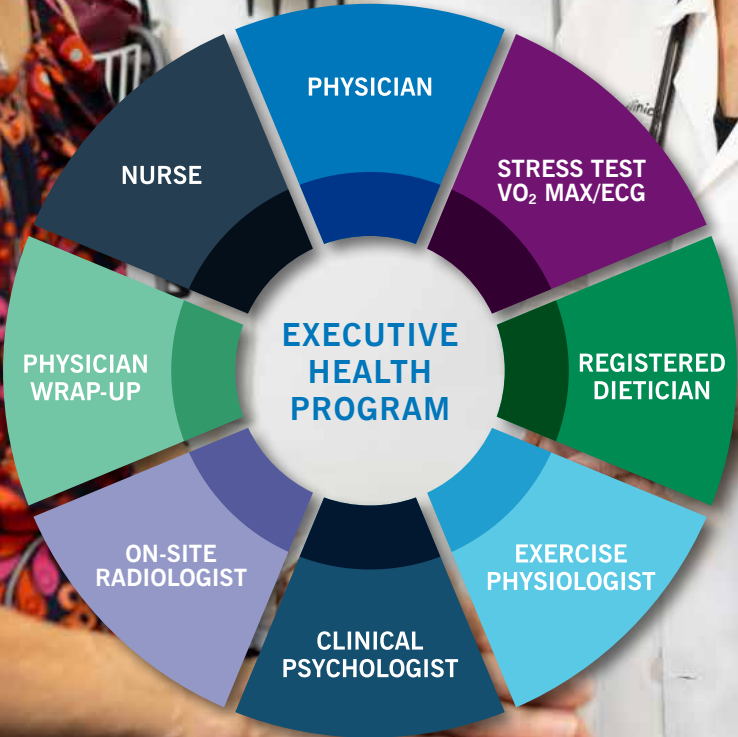 PHYSICIAN
STRESS TEST
VO₂ MAX/ECG
REGISTERED
DIETICIAN
EXERCISE
PHYSIOLOGIST
CLINICAL
PSYCHOLOGIST
ON-SITE
RADIOLOGIST
PHYSICIAN
WRAP-UP
NURSE
EXECUTIVE
HEALTH
PROGRAM